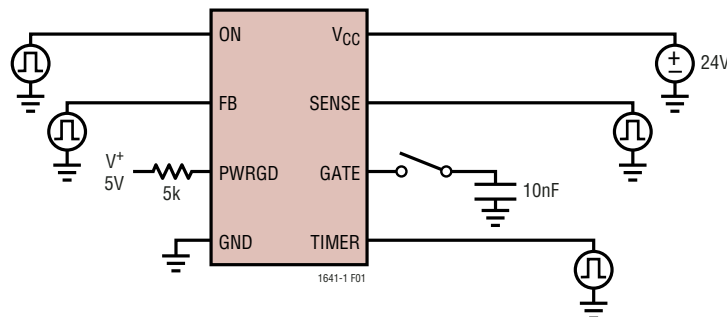 ON
VCC
24V
+
–
FB
SENSE
V+
5V
5k
PWRGD
GATE
10nF
GND
TIMER
1641-1 F01